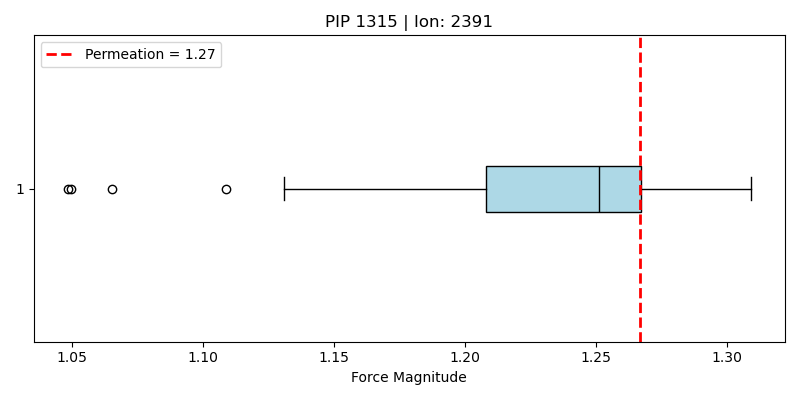 PIP 1315 | Ion: 2391
Permeation = 1.27
1
1.05 1.10 1.15 1.20 1.25 1.30
Force Magnitude